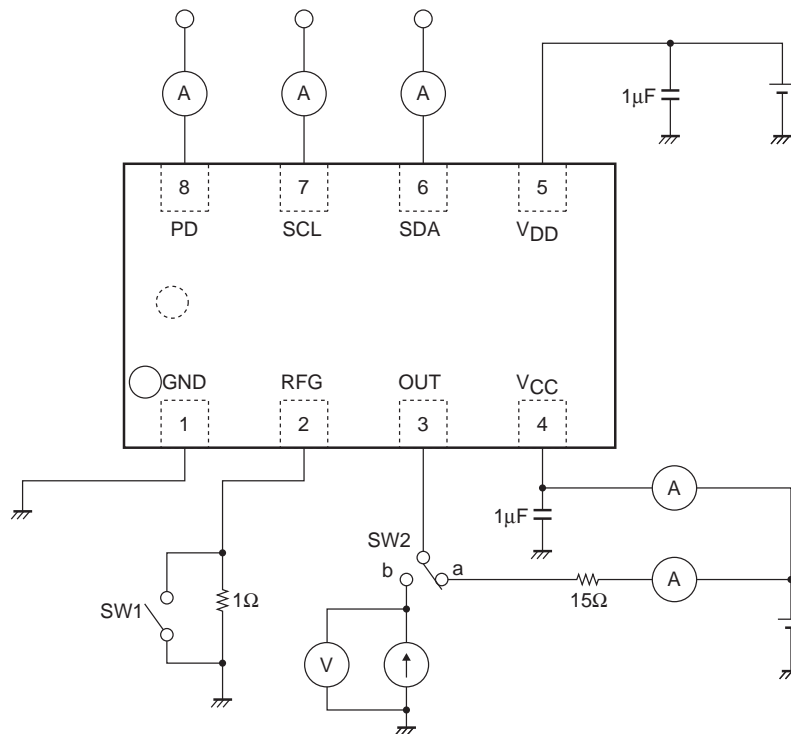 A A A
1μF
8 7 6 5
PD SCL SDA VDD
GND RFG OUT VCC
1 2 3 4
A
1μF
SW2
b a
A
15Ω
1Ω
SW1
V